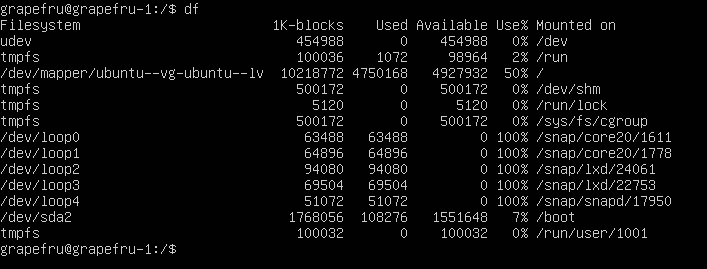 grapefru@grapefru-1:/$ df
Filesystem                        1K-blocks    Used Available Use% Mounted on
udev                                 454988       0    454988   0% /dev
tmpfs                                100036    1072     98964   2% /run
/dev/mapper/ubuntu--vg-ubuntu--lv  10218772 4750168   4927932  50% /
tmpfs                                500172       0    500172   0% /dev/shm
tmpfs                                  5120       0      5120   0% /run/lock
tmpfs                                500172       0    500172   0% /sys/fs/cgroup
/dev/loop0                            63488   63488         0 100% /snap/core20/1611
/dev/loop1                            64896   64896         0 100% /snap/core20/1778
/dev/loop2                            94080   94080         0 100% /snap/lxd/24061
/dev/loop3                            69504   69504         0 100% /snap/lxd/22753
/dev/loop4                            51072   51072         0 100% /snap/snapd/17950
/dev/sda2                           1768056  108276   1551648   7% /boot
tmpfs                                100032       0    100032   0% /run/user/1001
grapefru@grapefru-1:/$